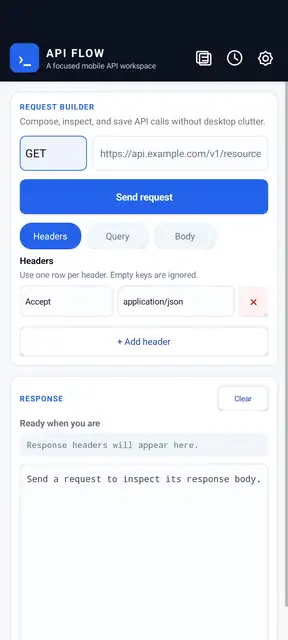 API FLOW
A focused mobile API workspace
REQUEST BUILDER
Compose, inspect, and save API calls without desktop clutter.
GET
https://api.example.com/v1/resource
Send request
Headers
Query
Body
Headers
Use one row per header. Empty keys are ignored.
Accept
application/json
×
+ Add header
RESPONSE
Clear
Ready when you are
Response headers will appear here.
Send a request to inspect its response body.